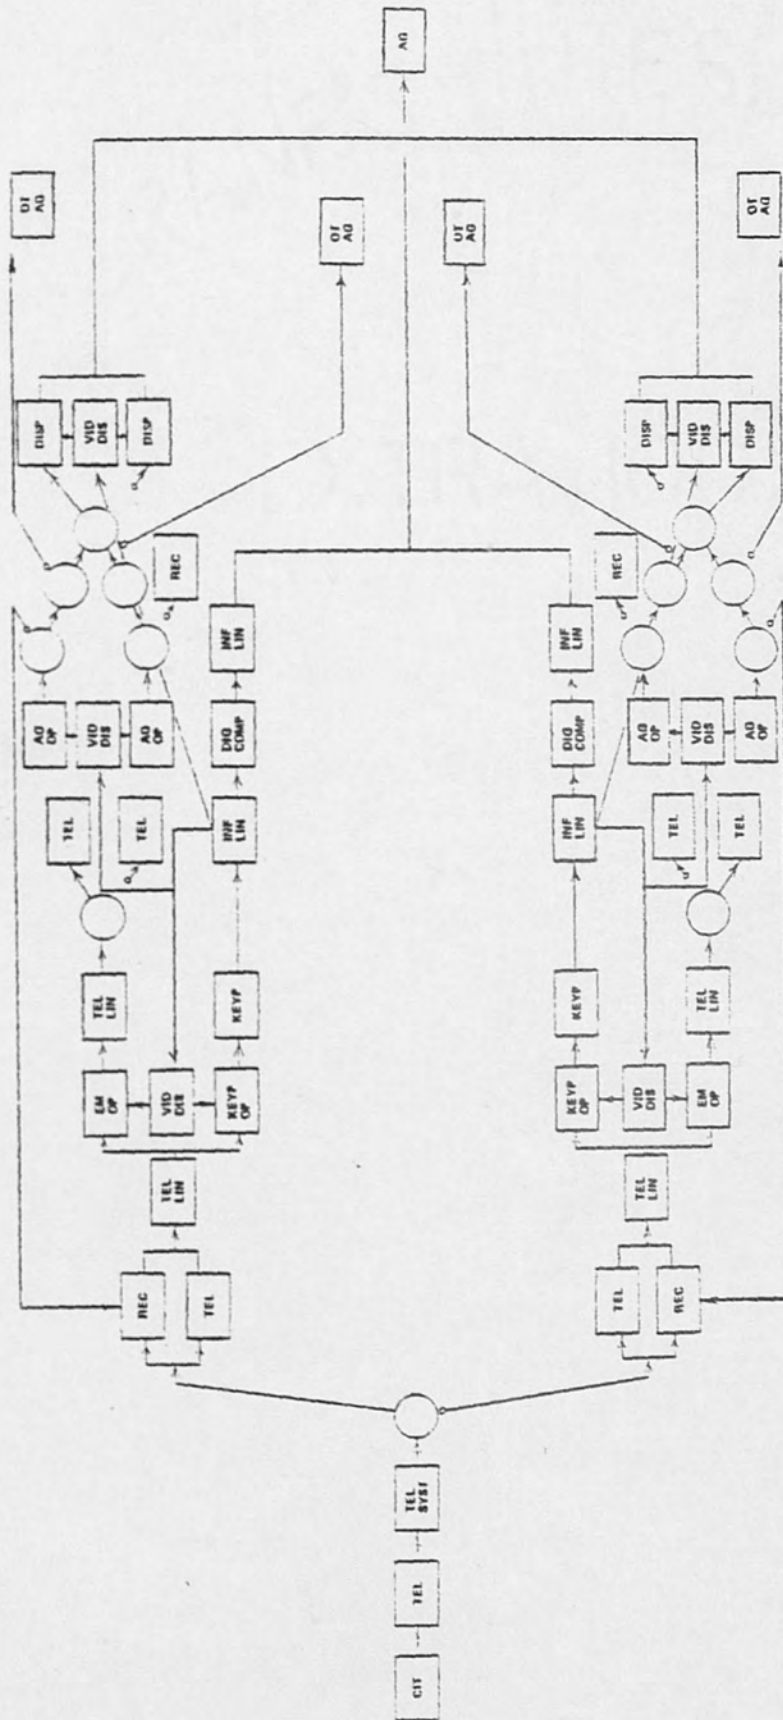 CIT
TEL
TEL
SYST
REC
TEL
TEL
REC
TEL
LIN
TEL
LIN
EM
OP
VID
DIS
KEYP
OP
KEYP
OP
VID
DIS
EM
OP
TEL
LIN
KEYP
KEYP
TEL
LIN
TEL
TEL
INF
LIN
INF
LIN
TEL
TEL
AG
OP
VID
DIS
AG
OP
DIG
COMP
DIG
COMP
AG
OP
VID
DIS
AG
OP
REC
INF
LIN
INF
LIN
REC
DISP
VID
DIS
DISP
DISP
VID
DIS
DISP
OT
AG
OT
AG
OT
AG
OT
AG
AG